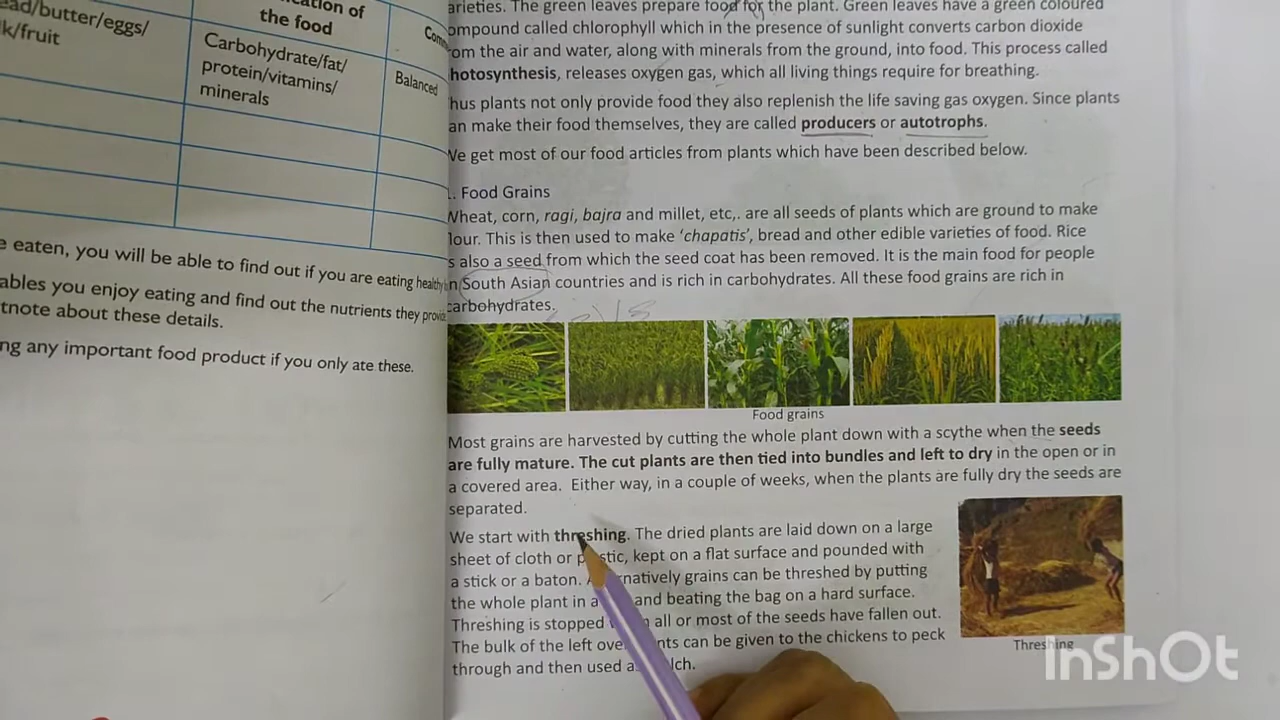 ication of
the food
ead/butter/eggs/
k/fruit
Carbohydrate/fat/
protein/vitamins/
minerals
Balanced
e eaten, you will be able to find out if you are eating healthy
ables you enjoy eating and find out the nutrients they provide
tnote about these details.
ng any important food product if you only ate these.
arieties. The green leaves prepare food for the plant. Green leaves have a green coloured
ompound called chlorophyll which in the presence of sunlight converts carbon dioxide
om the air and water, along with minerals from the ground, into food. This process called
hotosynthesis, releases oxygen gas, which all living things require for breathing.
hus plants not only provide food they also replenish the life saving gas oxygen. Since plants
an make their food themselves, they are called producers or autotrophs.
We get most of our food articles from plants which have been described below.
1. Food Grains
Wheat, corn, ragi, bajra and millet, etc,. are all seeds of plants which are ground to make
lour. This is then used to make ‘chapatis’, bread and other edible varieties of food. Rice
s also a seed from which the seed coat has been removed. It is the main food for people
n South Asian countries and is rich in carbohydrates. All these food grains are rich in
carbohydrates.
Food grains
Most grains are harvested by cutting the whole plant down with a scythe when the seeds
are fully mature. The cut plants are then tied into bundles and left to dry in the open or in
a covered area. Either way, in a couple of weeks, when the plants are fully dry the seeds are
separated.
We start with threshing. The dried plants are laid down on a large
sheet of cloth or p stic, kept on a flat surface and pounded with
a stick or a baton. rnatively grains can be threshed by putting
the whole plant in a and beating the bag on a hard surface.
Threshing is stopped all or most of the seeds have fallen out.
The bulk of the left ove nts can be given to the chickens to peck
through and then used a lch.
Threshing
InShOt